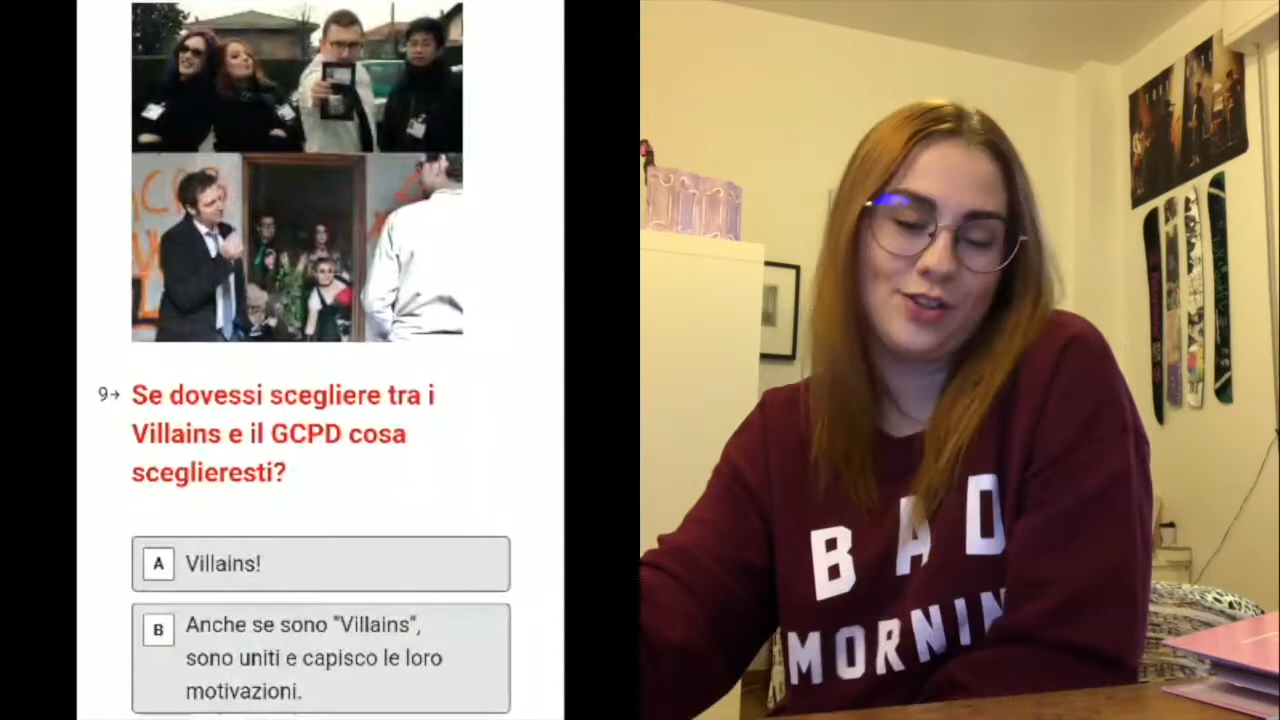 9→ Se dovessi scegliere tra i
Villains e il GCPD cosa
sceglieresti?
A Villains!
B Anche se sono "Villains",
sono uniti e capisco le loro
motivazioni.
BAD
MORNIN